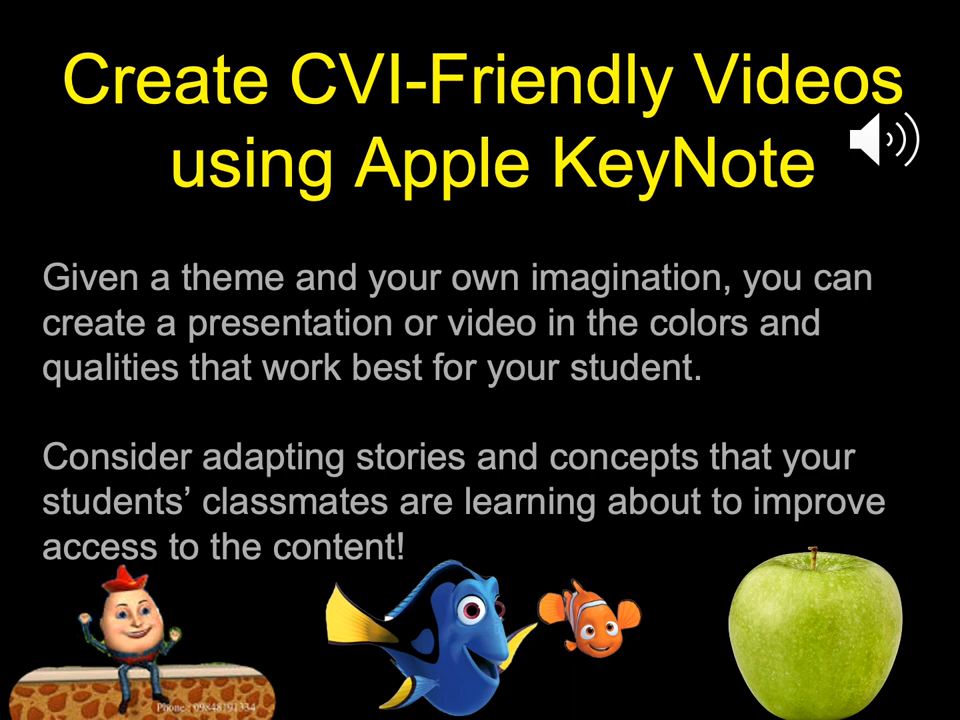 Create CVI-Friendly Videos
using Apple KeyNote
Given a theme and your own imagination, you can
create a presentation or video in the colors and
qualities that work best for your student.
Consider adapting stories and concepts that your
students’ classmates are learning about to improve
access to the content!
Phone : 09848191334